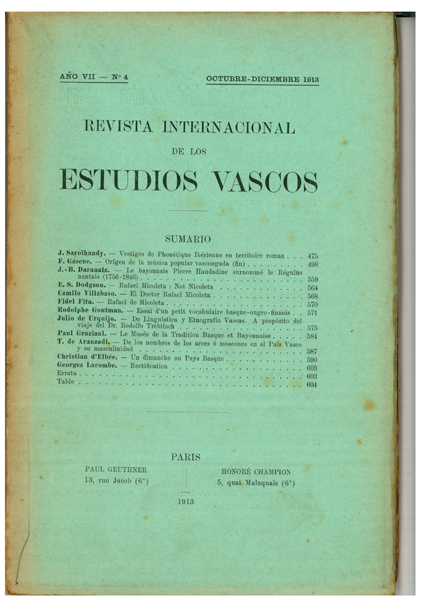 AÑO VII — Nº 4 OCTUBRE-DICIEMBRE 1913
REVISTA INTERNACIONAL
DE LOS
ESTUDIOS VASCOS
SUMARIO
J. Saroïhandy. — Vestiges de Phonétique Ibérienne en territoire roman . . . 475
F. Gascue. — Orígen de la música popular vascongada (fin) . . . 498
J.-B. Daranatz. — Le bayonnais Pierre Handadine surnommé le Régulus
nantais (1756-1846) . . . 559
E. S. Dodgson. — Rafael Micoleta; Not Nicoleta . . . 564
Camilo Villabaso. — El Doctor Rafael Micoleta . . . 568
Fidel Fita. — Rafael de Micoleta . . . 570
Rodolphe Goutman. — Essai d'un petit vocabulaire basque-ongro-finnois . . . 571
Julio de Urquijo. — De Linguística y Etnografía Vascas. A propósito del
viaje del Dr. Rodolfo Trebitsch . . . 575
Paul Graziani. — Le Musée de la Tradition Basque et Bayonnaise . . . 584
T. de Aranzadi. — De los nombres de los arces ó moscones en el País Vasco
y su masculinidad . . . 587
Christian d'Elbée. — Un dimanche au Pays Basque . . . 590
Georges Lacombe. — Rectification . . . 603
Errata . . . 603
Table . . . 604
PARIS
PAUL GEUTHNER HONORÉ CHAMPION
13, rue Jacob (6ᵉ) 5, quai Malaquais (6ᵉ)
1913